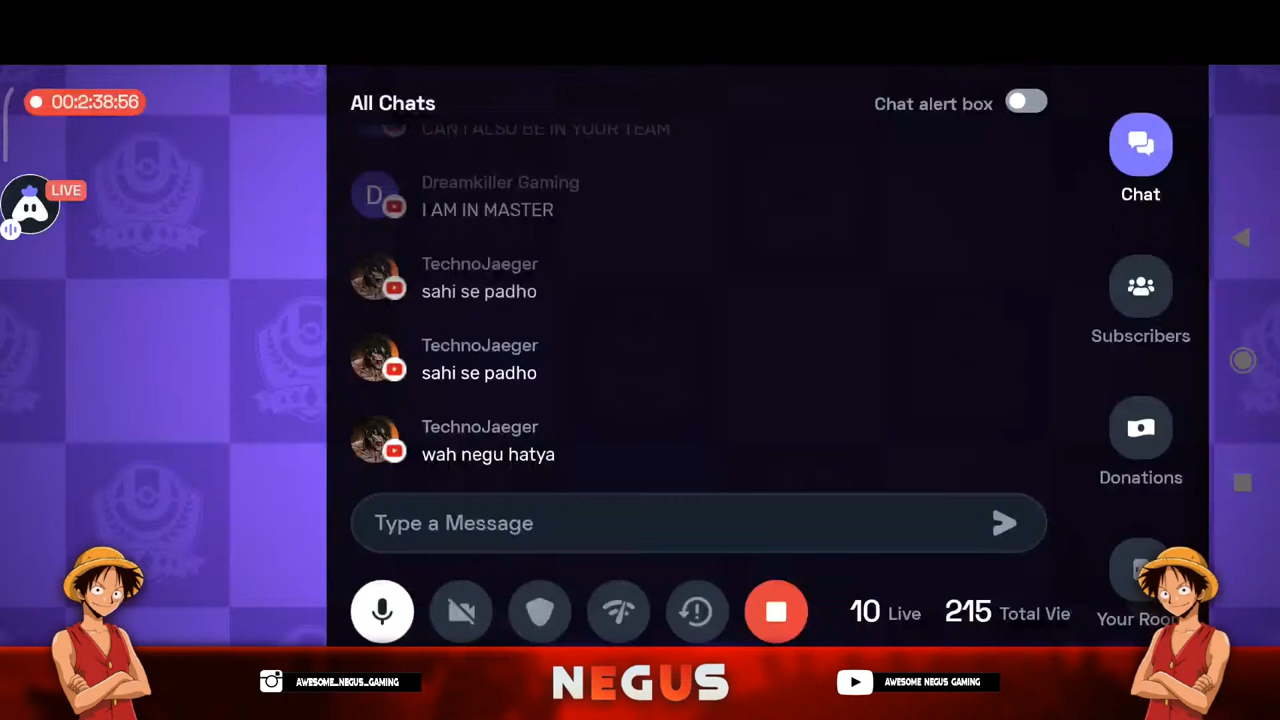 00:2:38:56
All Chats
Chat alert box
CAN I ALSO BE IN YOUR TEAM
LIVE
D
Dreamkiller Gaming
I AM IN MASTER
Chat
TechnoJaeger
sahi se padho
Subscribers
TechnoJaeger
sahi se padho
TechnoJaeger
wah negu hatya
Donations
Type a Message
10 Live 215 Total Vie
Your Roo
AWESOME_NEGUS_GAMING
NEGUS
AWESOME NEGUS GAMING